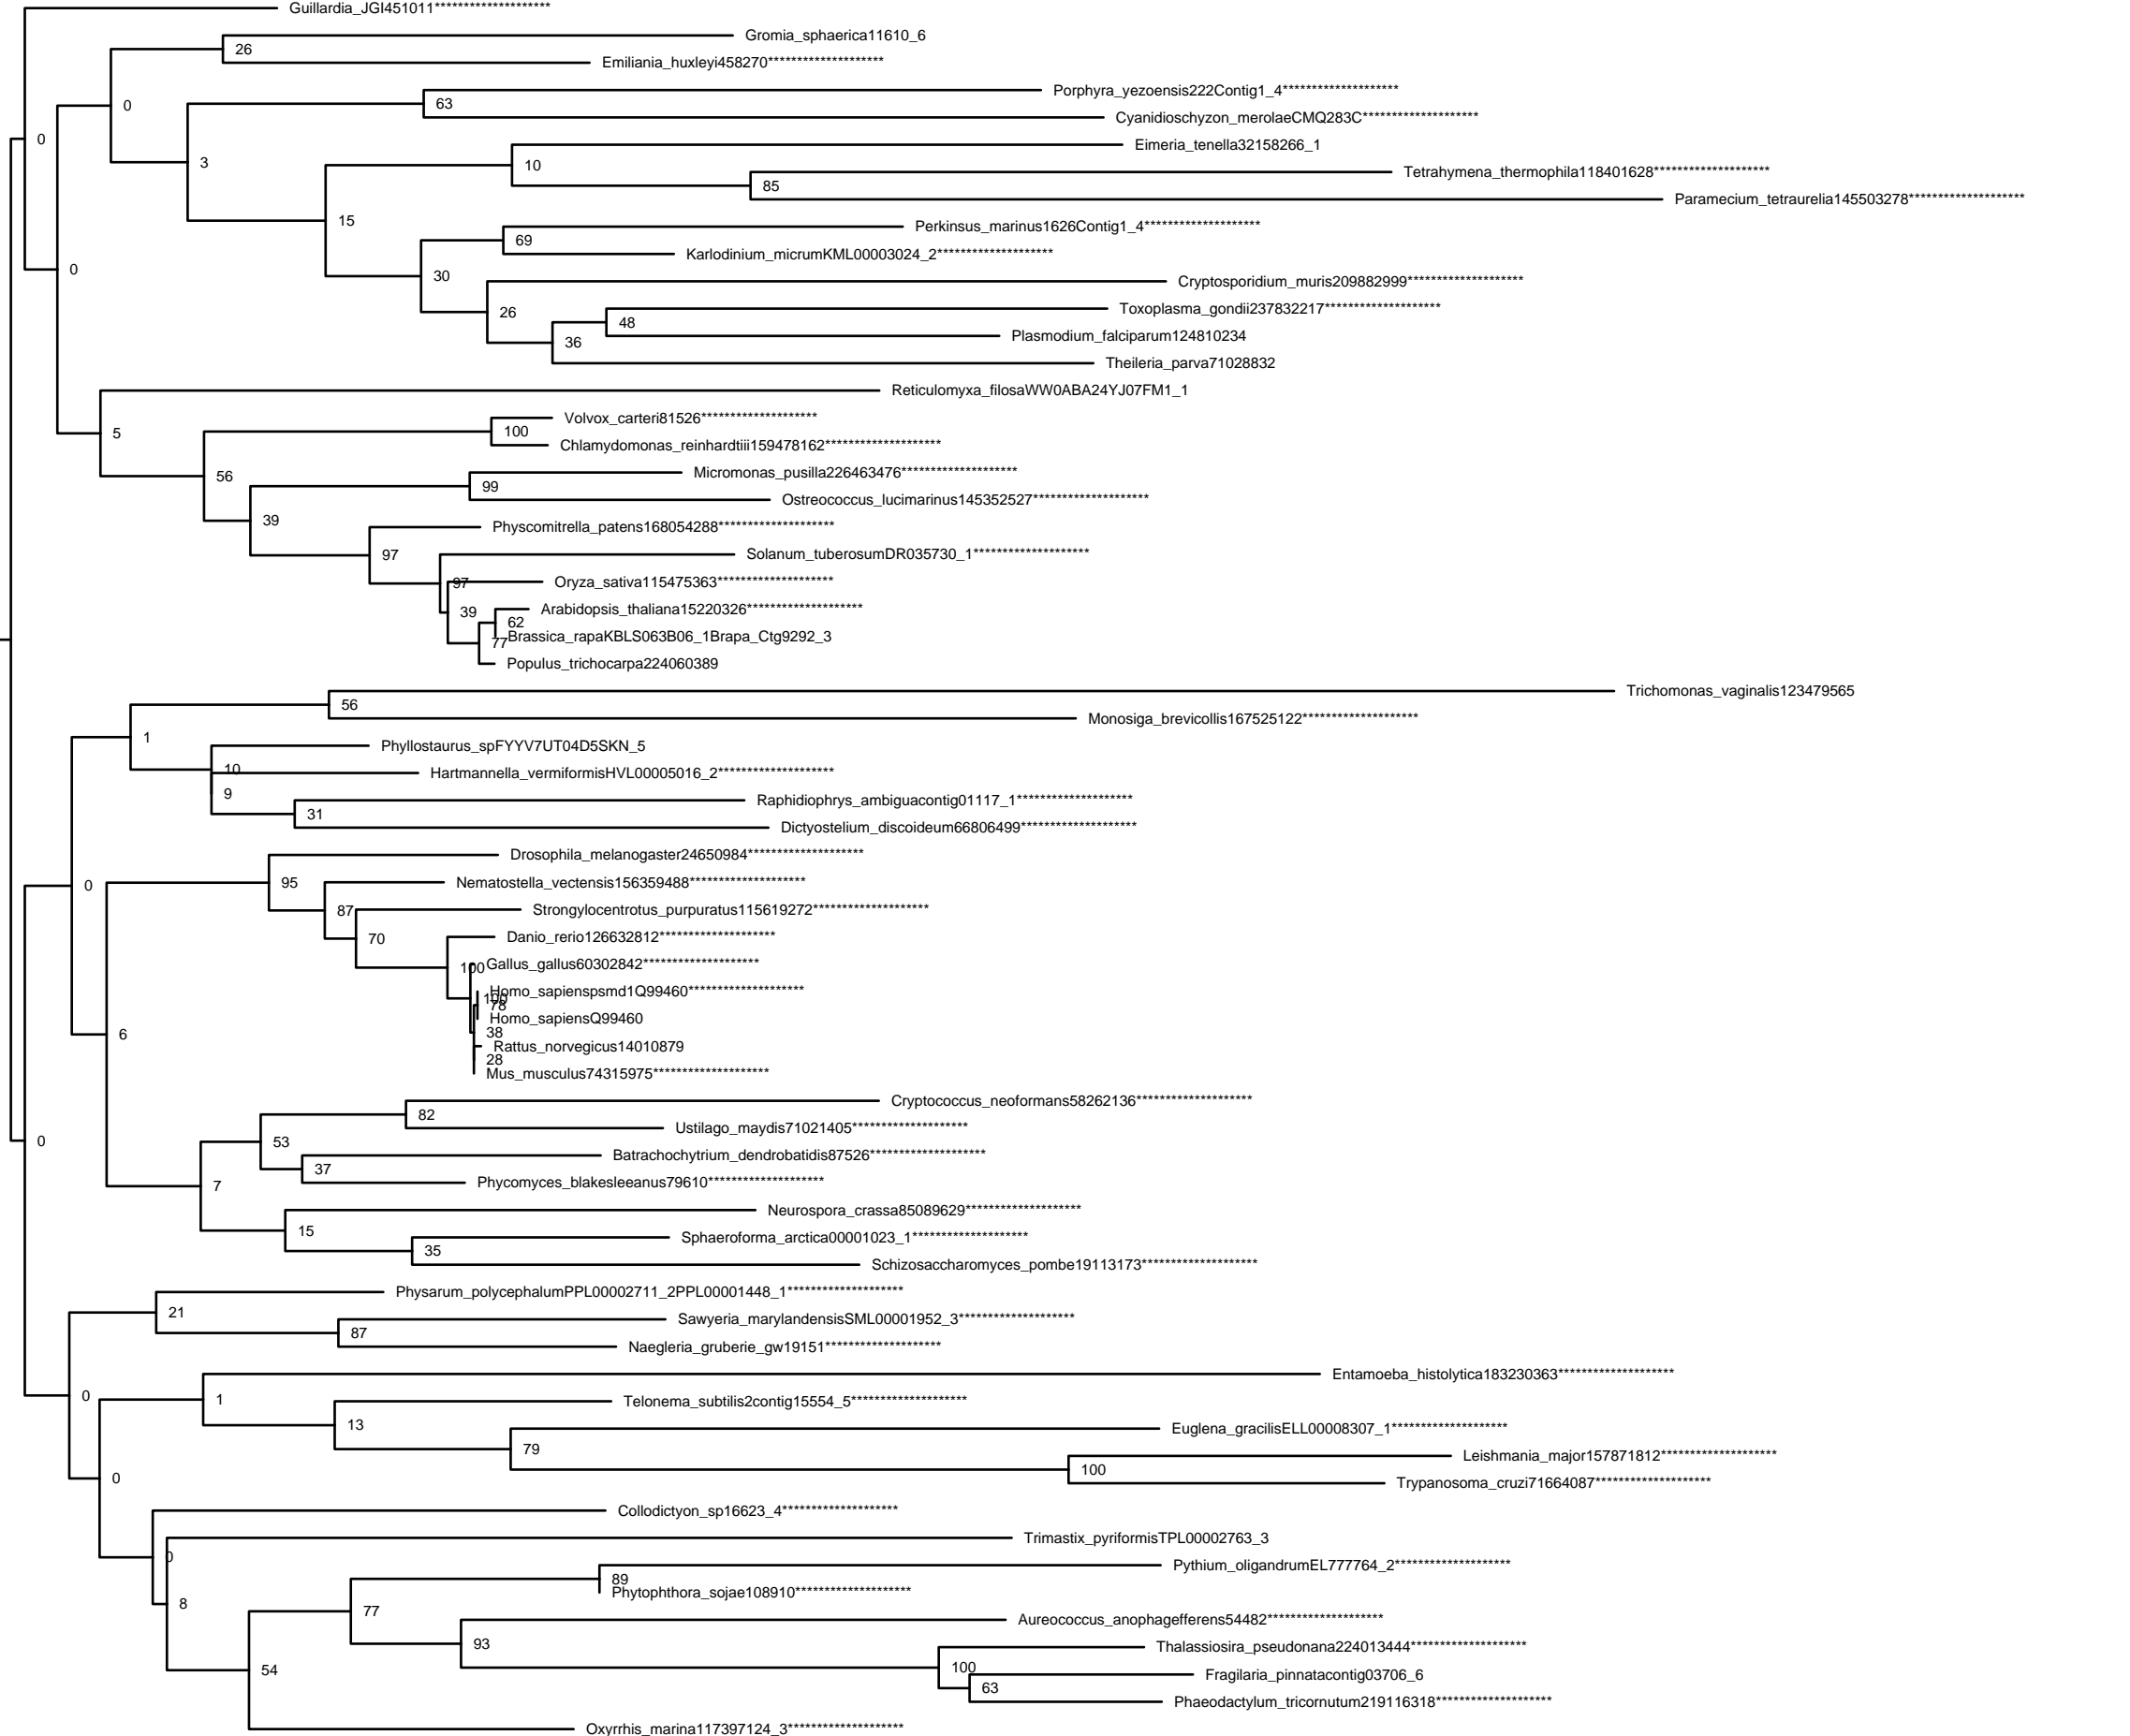 Guillardia_JGI451011********************
Gromia_sphaerica11610_6
26
Emiliania_huxleyi458270********************
Porphyra_yezoensis222Contig1_4********************
63
0
Cyanidioschyzon_merolaeCMQ283C********************
0
Eimeria_tenella32158266_1
3
10
Tetrahymena_thermophila118401628********************
85
Paramecium_tetraurelia145503278********************
15
Perkinsus_marinus1626Contig1_4********************
69
Karlodinium_micrumKML00003024_2********************
0
30
Cryptosporidium_muris209882999********************
Toxoplasma_gondii237832217********************
26
48
Plasmodium_falciparum124810234
36
Theileria_parva71028832
Reticulomyxa_filosaWW0ABA24YJ07FM1_1
Volvox_carteri81526********************
5
100
Chlamydomonas_reinhardtiii159478162********************
Micromonas_pusilla226463476********************
56
99
Ostreococcus_lucimarinus145352527********************
39
Physcomitrella_patens168054288********************
97
Solanum_tuberosumDR035730_1********************
97
Oryza_sativa115475363********************
39
Arabidopsis_thaliana15220326********************
62
Brassica_rapaKBLS063B06_1Brapa_Ctg9292_3
77
Populus_trichocarpa224060389
Trichomonas_vaginalis123479565
56
Monosiga_brevicollis167525122********************
1
Phyllostaurus_spFYYV7UT04D5SKN_5
10
Hartmannella_vermiformisHVL00005016_2********************
9
Raphidiophrys_ambiguacontig01117_1********************
31
Dictyostelium_discoideum66806499********************
Drosophila_melanogaster24650984********************
0
95
Nematostella_vectensis156359488********************
87
Strongylocentrotus_purpuratus115619272********************
70
Danio_rerio126632812********************
100
Gallus_gallus60302842********************
Homo_sapienspsmd1Q99460********************
100
78
Homo_sapiensQ99460
6
38
Rattus_norvegicus14010879
28
Mus_musculus74315975********************
Cryptococcus_neoformans58262136********************
82
Ustilago_maydis71021405********************
0
53
Batrachochytrium_dendrobatidis87526********************
37
Phycomyces_blakesleeanus79610********************
7
Neurospora_crassa85089629********************
15
Sphaeroforma_arctica00001023_1********************
35
Schizosaccharomyces_pombe19113173********************
Physarum_polycephalumPPL00002711_2PPL00001448_1********************
21
Sawyeria_marylandensisSML00001952_3********************
87
Naegleria_gruberie_gw19151********************
Entamoeba_histolytica183230363********************
0
1
Telonema_subtilis2contig15554_5********************
13
Euglena_gracilisELL00008307_1********************
79
Leishmania_major157871812********************
100
0
Trypanosoma_cruzi71664087********************
Collodictyon_sp16623_4********************
Trimastix_pyriformisTPL00002763_3
0
Pythium_oligandrumEL777764_2********************
89
Phytophthora_sojae108910********************
8
77
Aureococcus_anophagefferens54482********************
93
Thalassiosira_pseudonana224013444********************
100
54
Fragilaria_pinnatacontig03706_6
63
Phaeodactylum_tricornutum219116318********************
Oxyrrhis_marina117397124_3********************